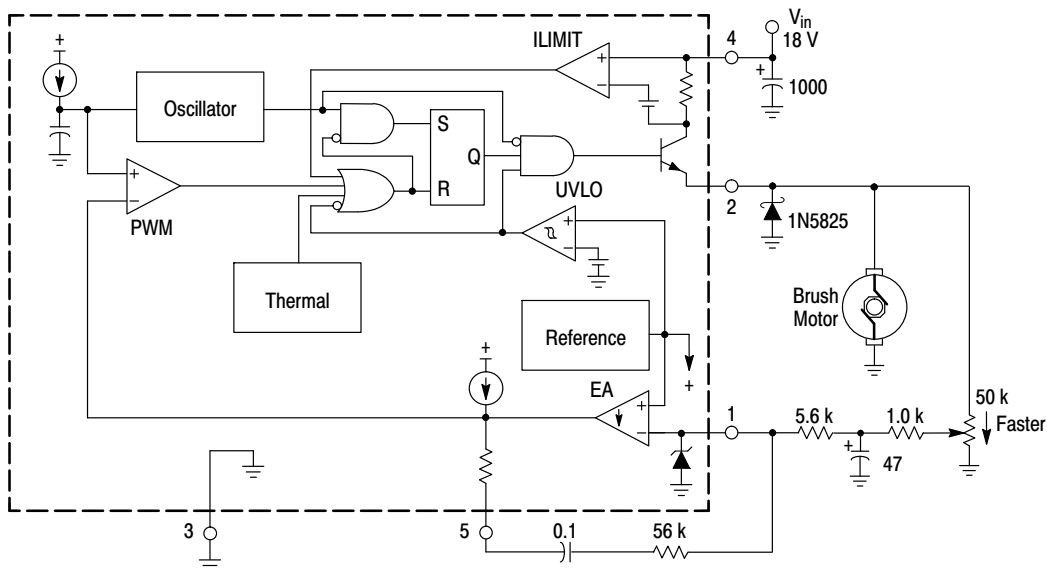 V_in
18 V
+
ILIMIT
4
+
-
+
1000
Oscillator
S
Q
R
UVLO
+
-
PWM
2
1N5825
+
-
Thermal
Brush
Motor
Reference
+
+
EA
+
-
1
5.6 k
1.0 k
50 k
Faster
+
47
3
5
0.1
56 k